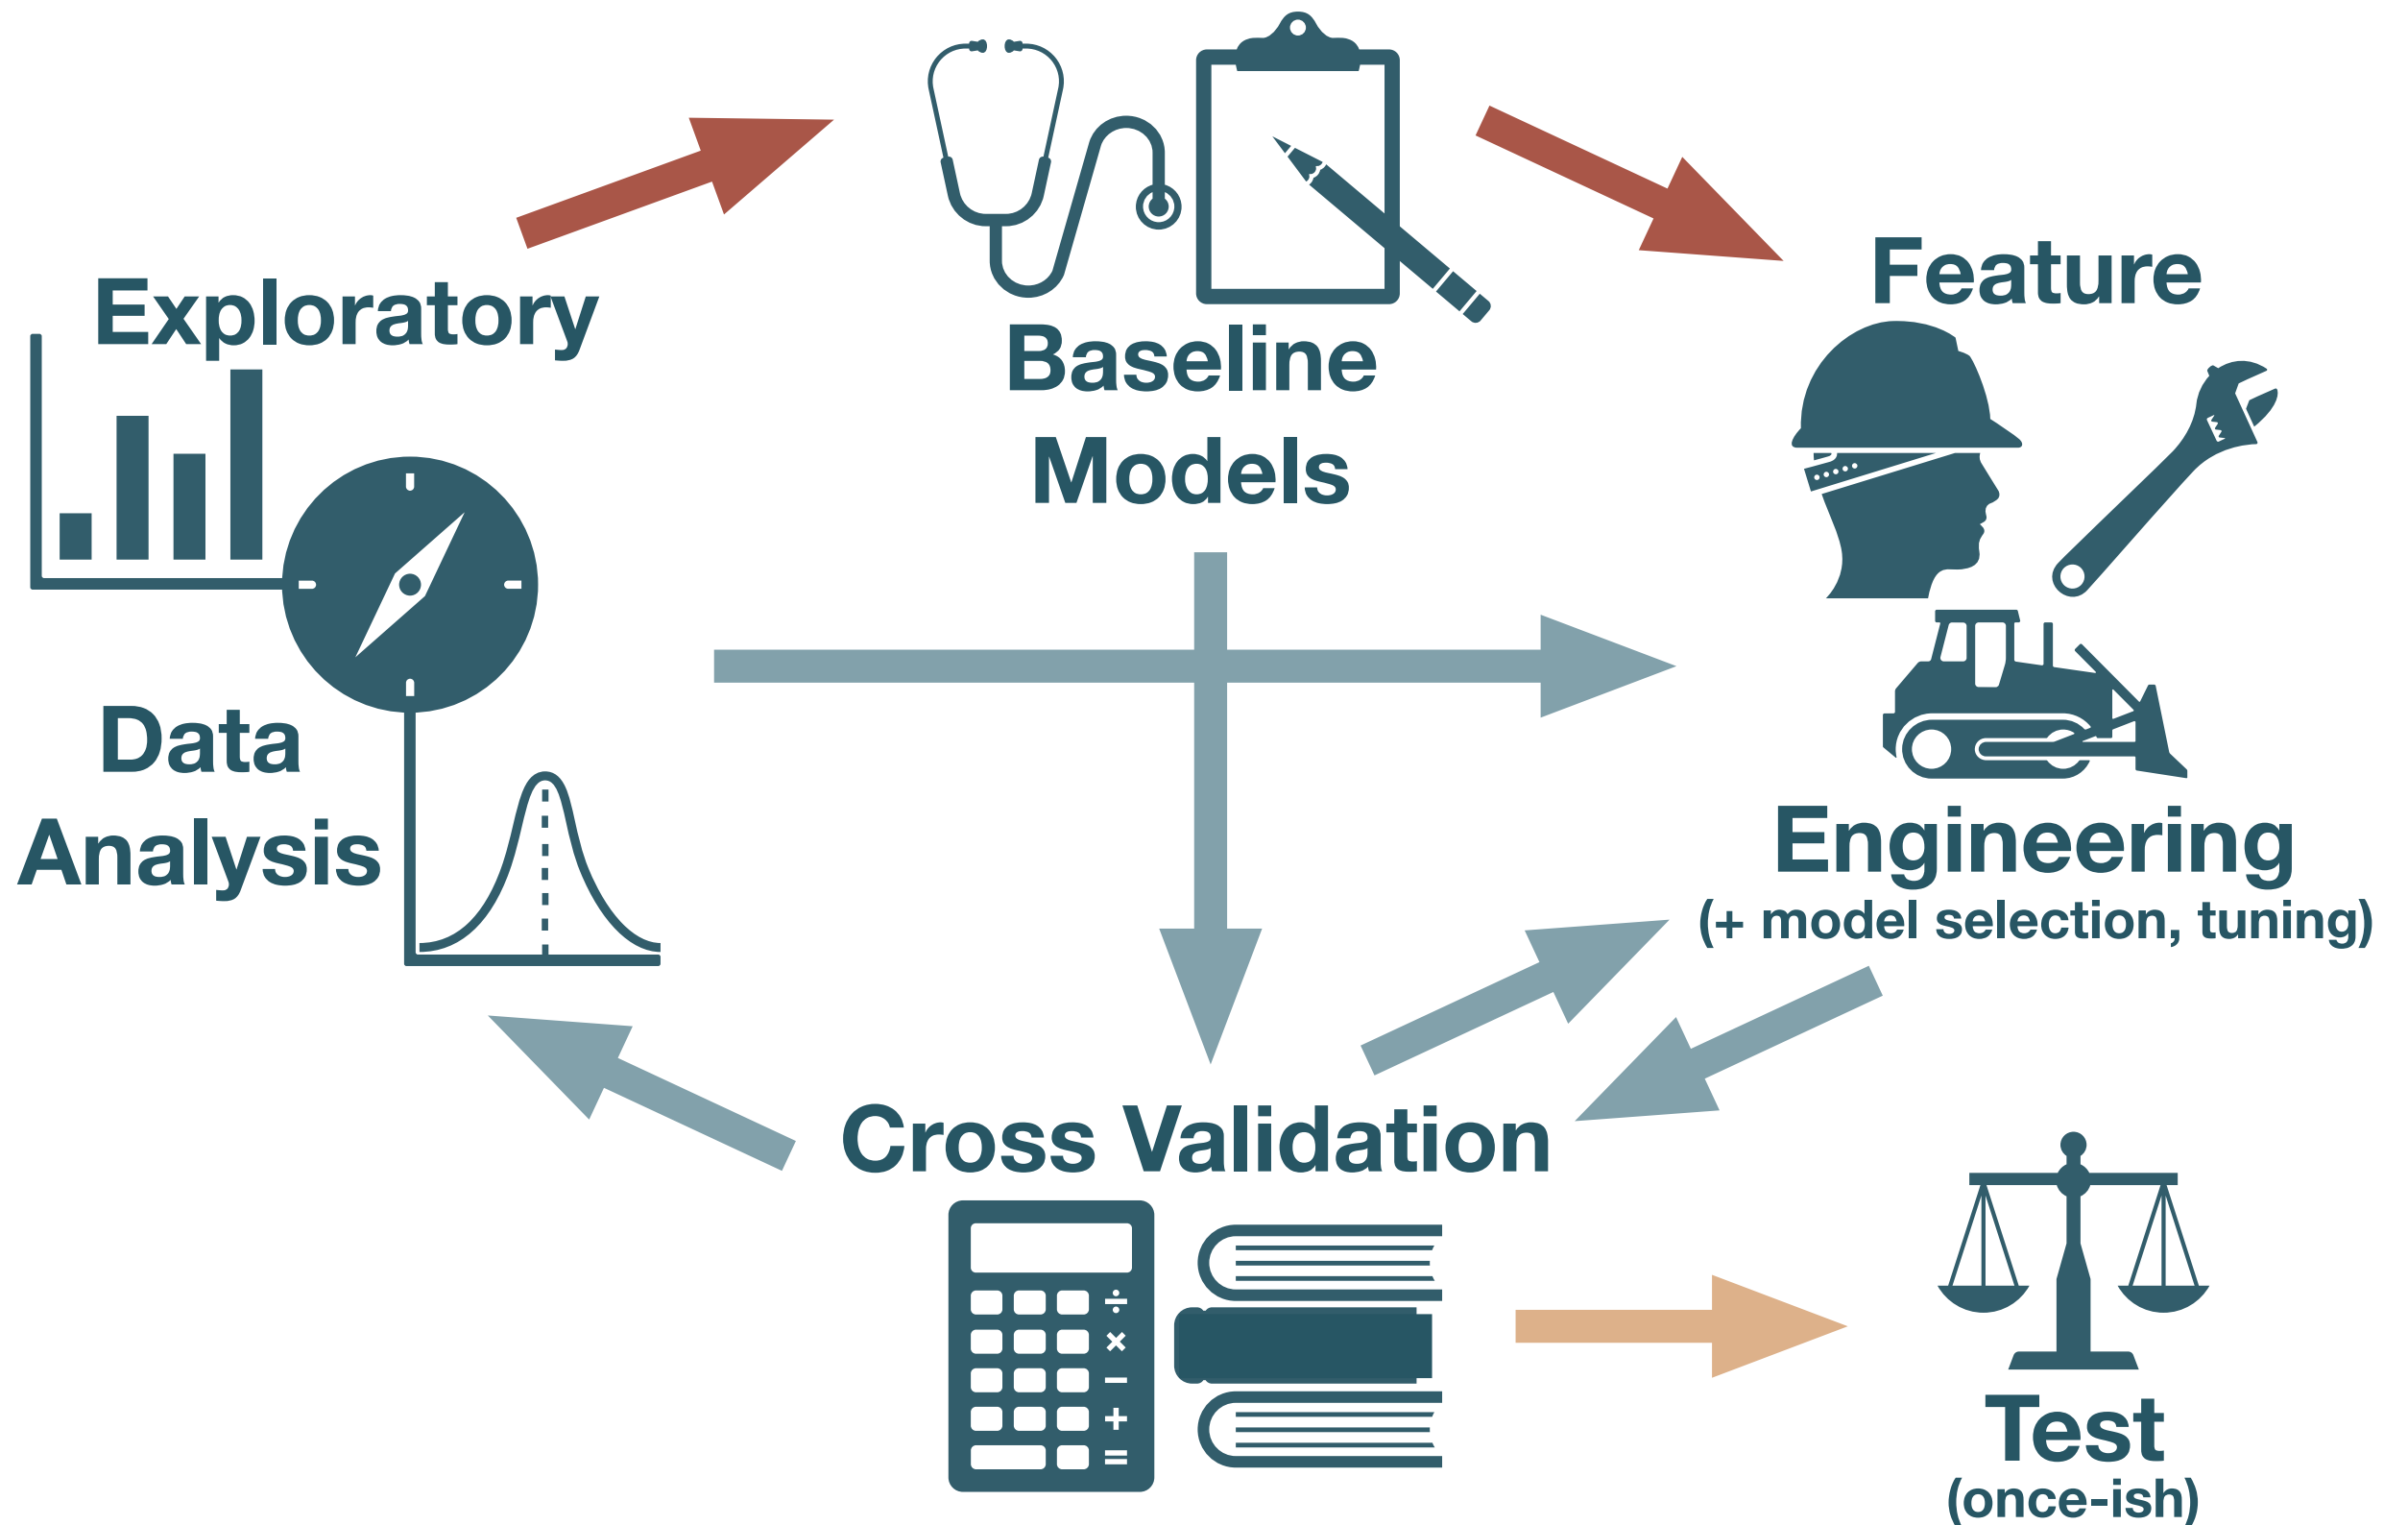 Exploratory
Data
Analysis
Baseline
Models
Feature
Engineering
(+ model selection, tuning)
Cross Validation
Test
(once-ish)